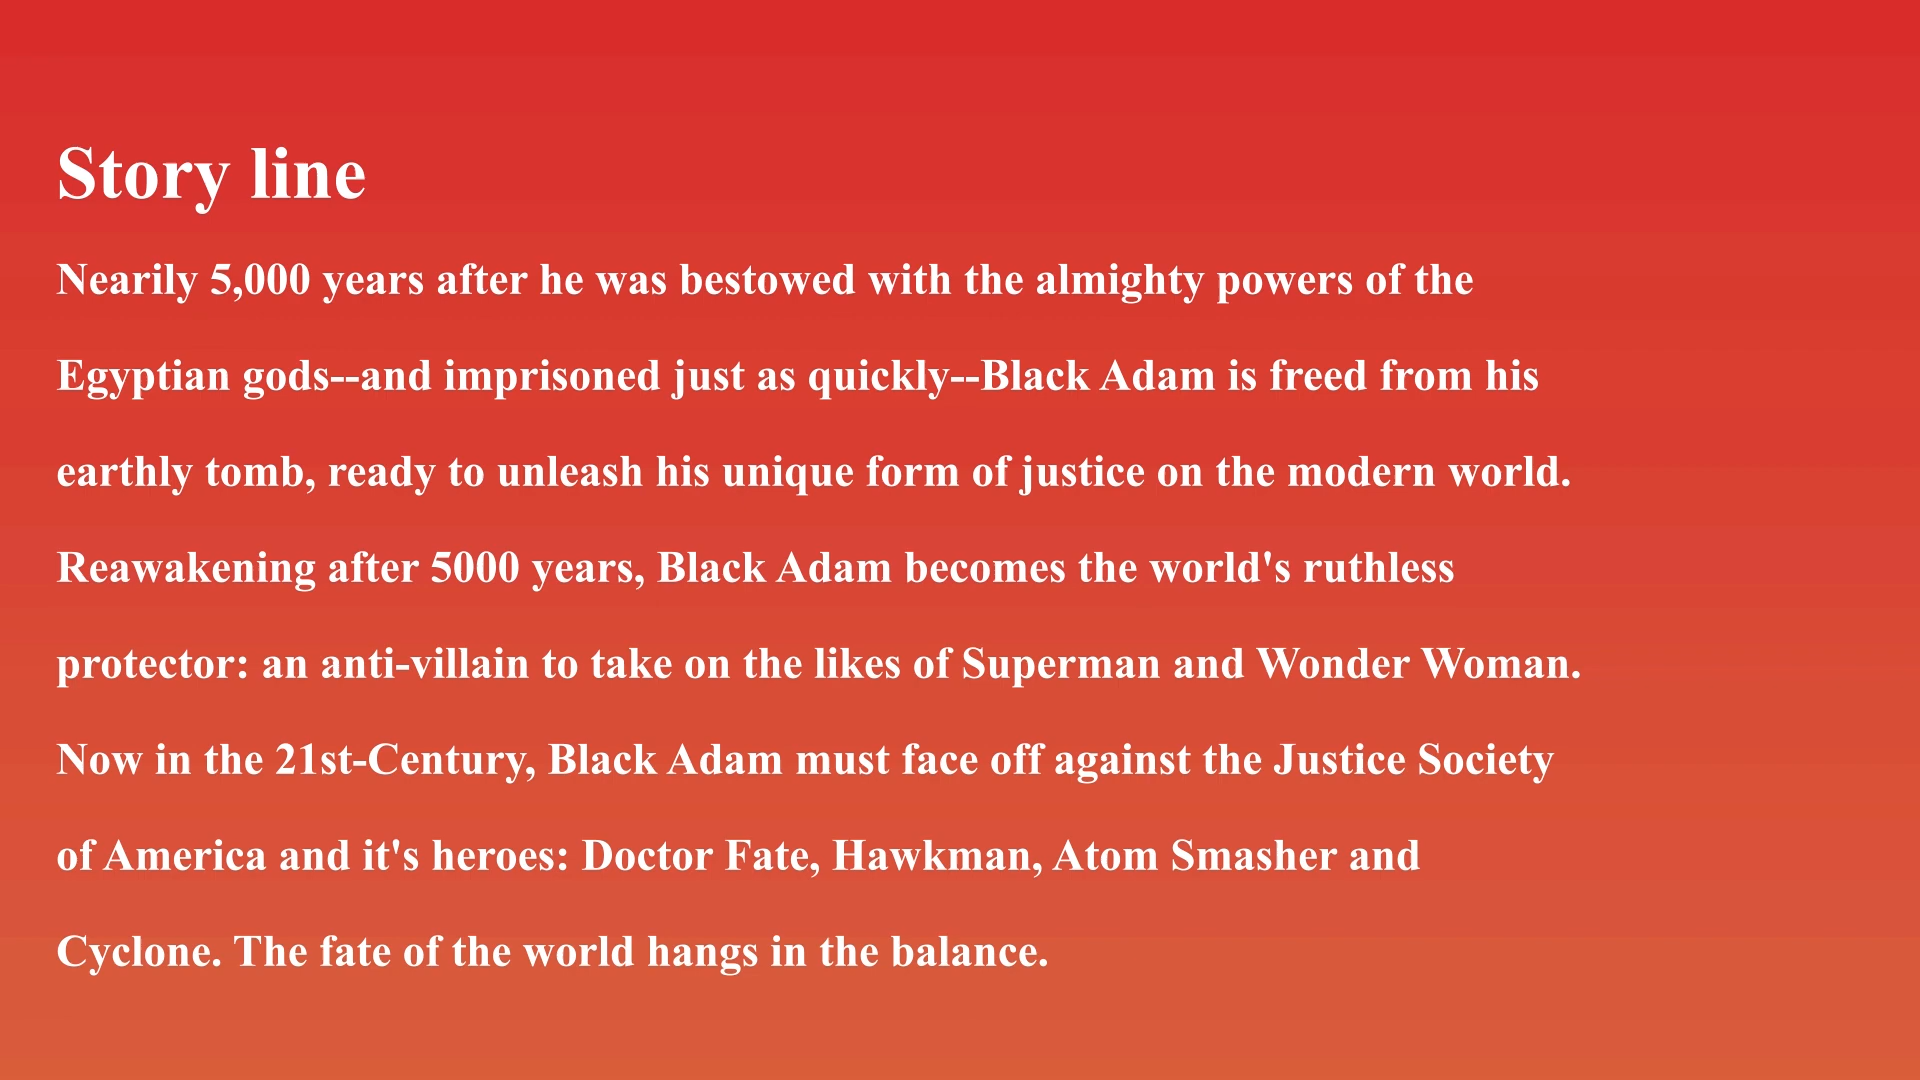 Story line
Nearily 5,000 years after he was bestowed with the almighty powers of the
Egyptian gods--and imprisoned just as quickly--Black Adam is freed from his
earthly tomb, ready to unleash his unique form of justice on the modern world.
Reawakening after 5000 years, Black Adam becomes the world's ruthless
protector: an anti-villain to take on the likes of Superman and Wonder Woman.
Now in the 21st-Century, Black Adam must face off against the Justice Society
of America and it's heroes: Doctor Fate, Hawkman, Atom Smasher and
Cyclone. The fate of the world hangs in the balance.